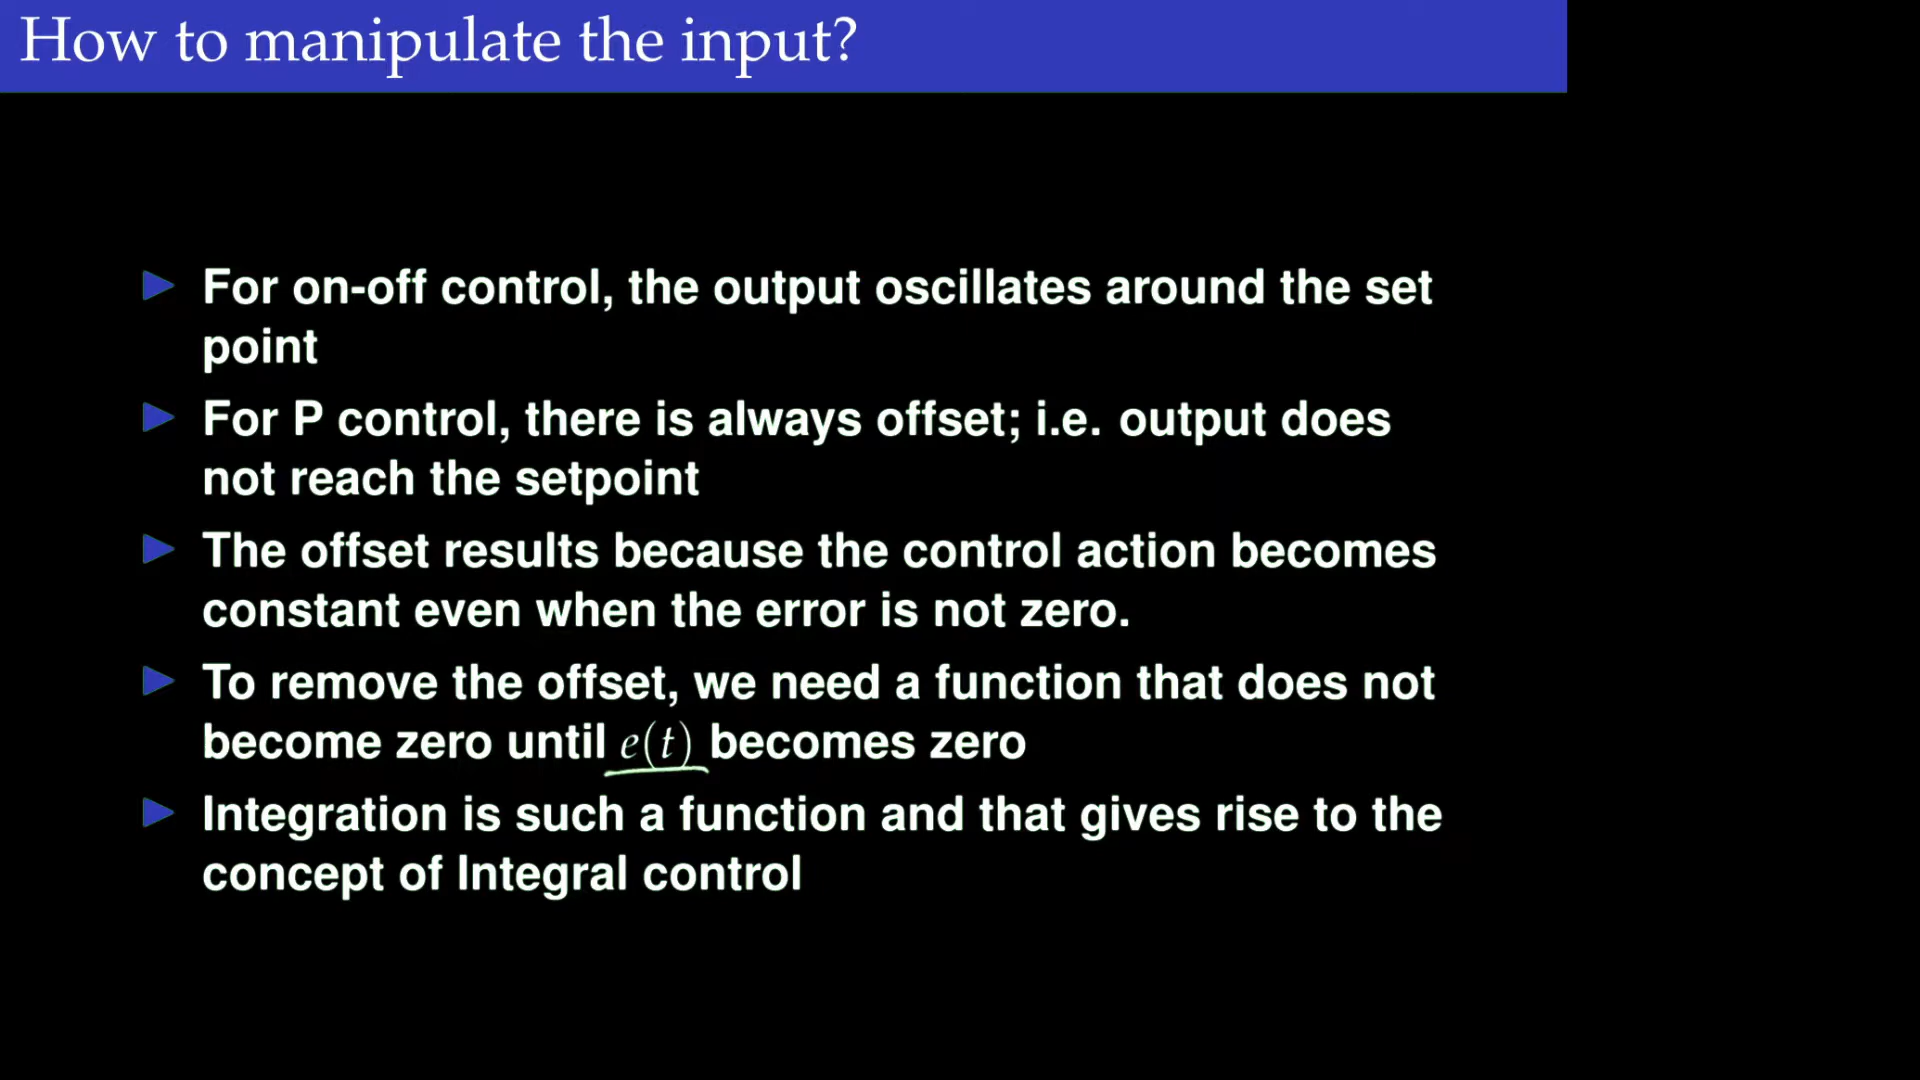 How to manipulate the input?
For on-off control, the output oscillates around the set
point
For P control, there is always offset; i.e. output does
not reach the setpoint
The offset results because the control action becomes
constant even when the error is not zero.
To remove the offset, we need a function that does not
become zero until e(t) becomes zero
Integration is such a function and that gives rise to the
concept of Integral control